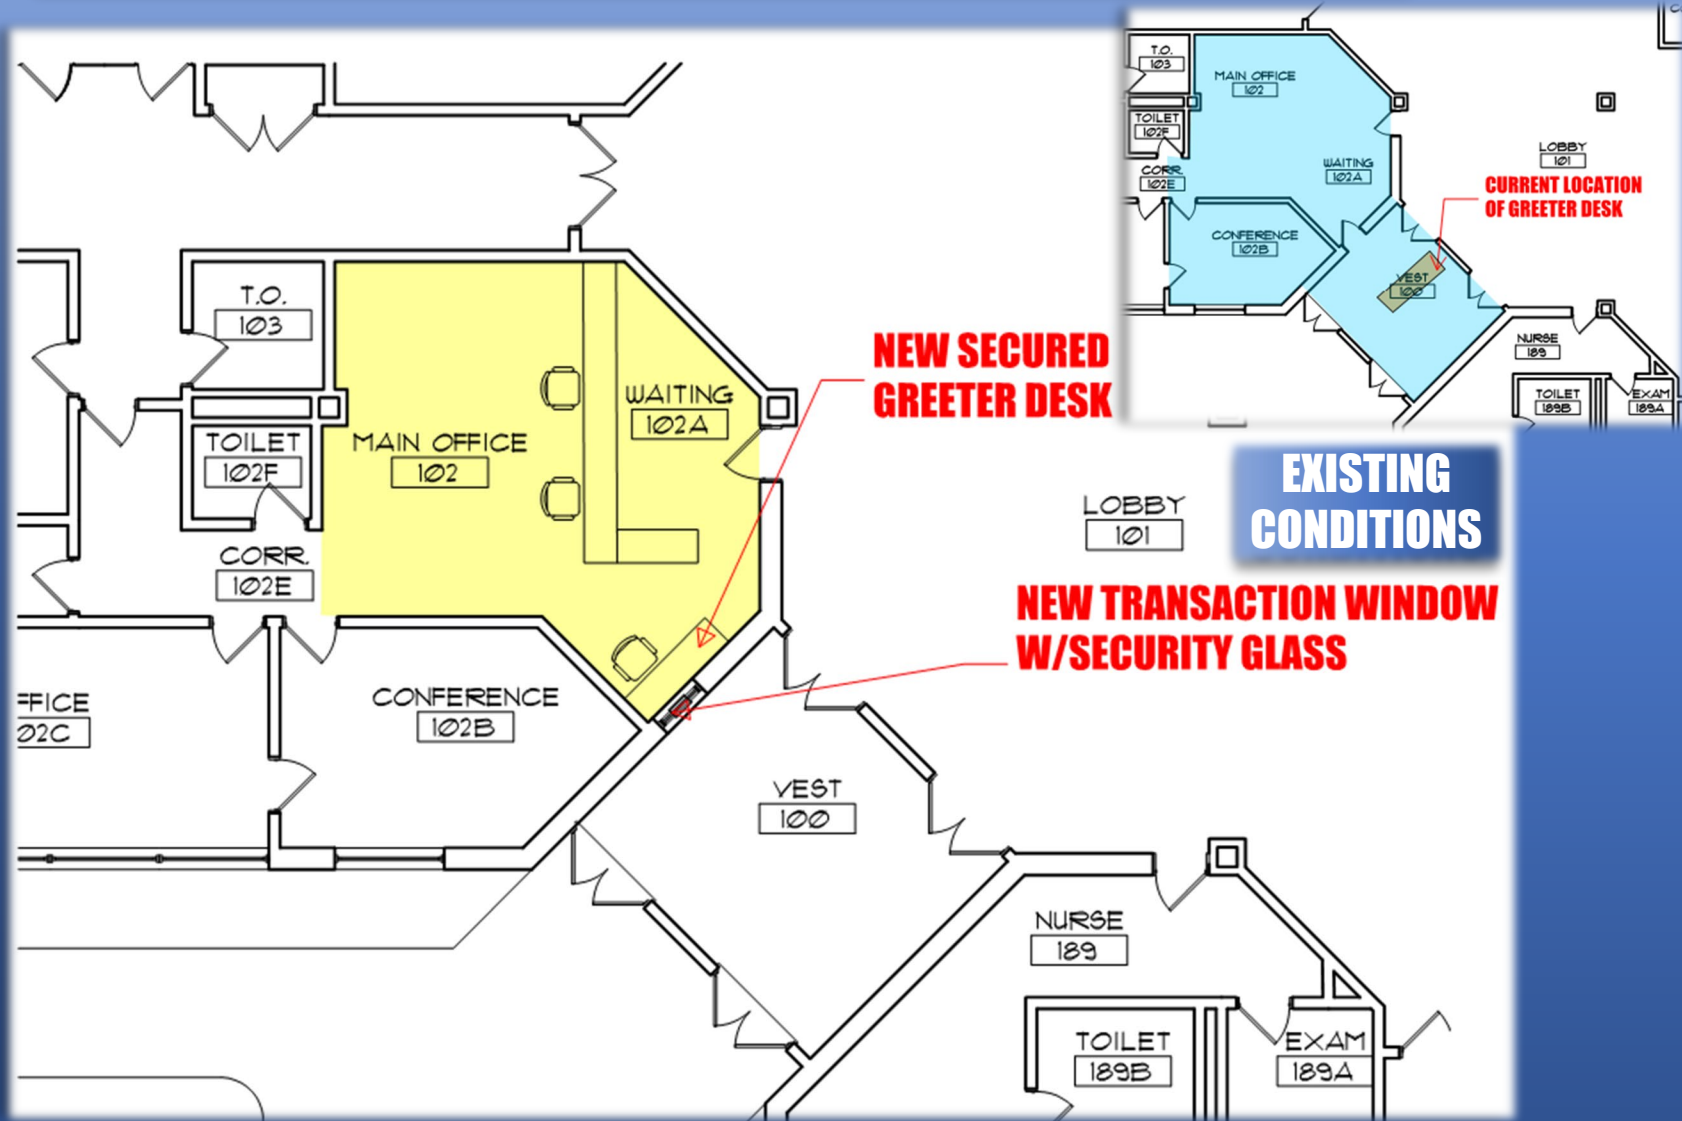 T.O.
103
MAIN OFFICE
102
TOILET
102F
CORR.
102E
WAITING
102A
CONFERENCE
102B
LOBBY
101
CURRENT LOCATION
OF GREETER DESK
VEST
100
NURSE
189
TOILET
189B
EXAM
189A
EXISTING
CONDITIONS
T.O.
103
NEW SECURED
GREETER DESK
WAITING
102A
MAIN OFFICE
102
TOILET
102F
LOBBY
101
CORR.
102E
NEW TRANSACTION WINDOW
W/SECURITY GLASS
FFICE
02C
CONFERENCE
102B
VEST
100
NURSE
189
TOILET
189B
EXAM
189A